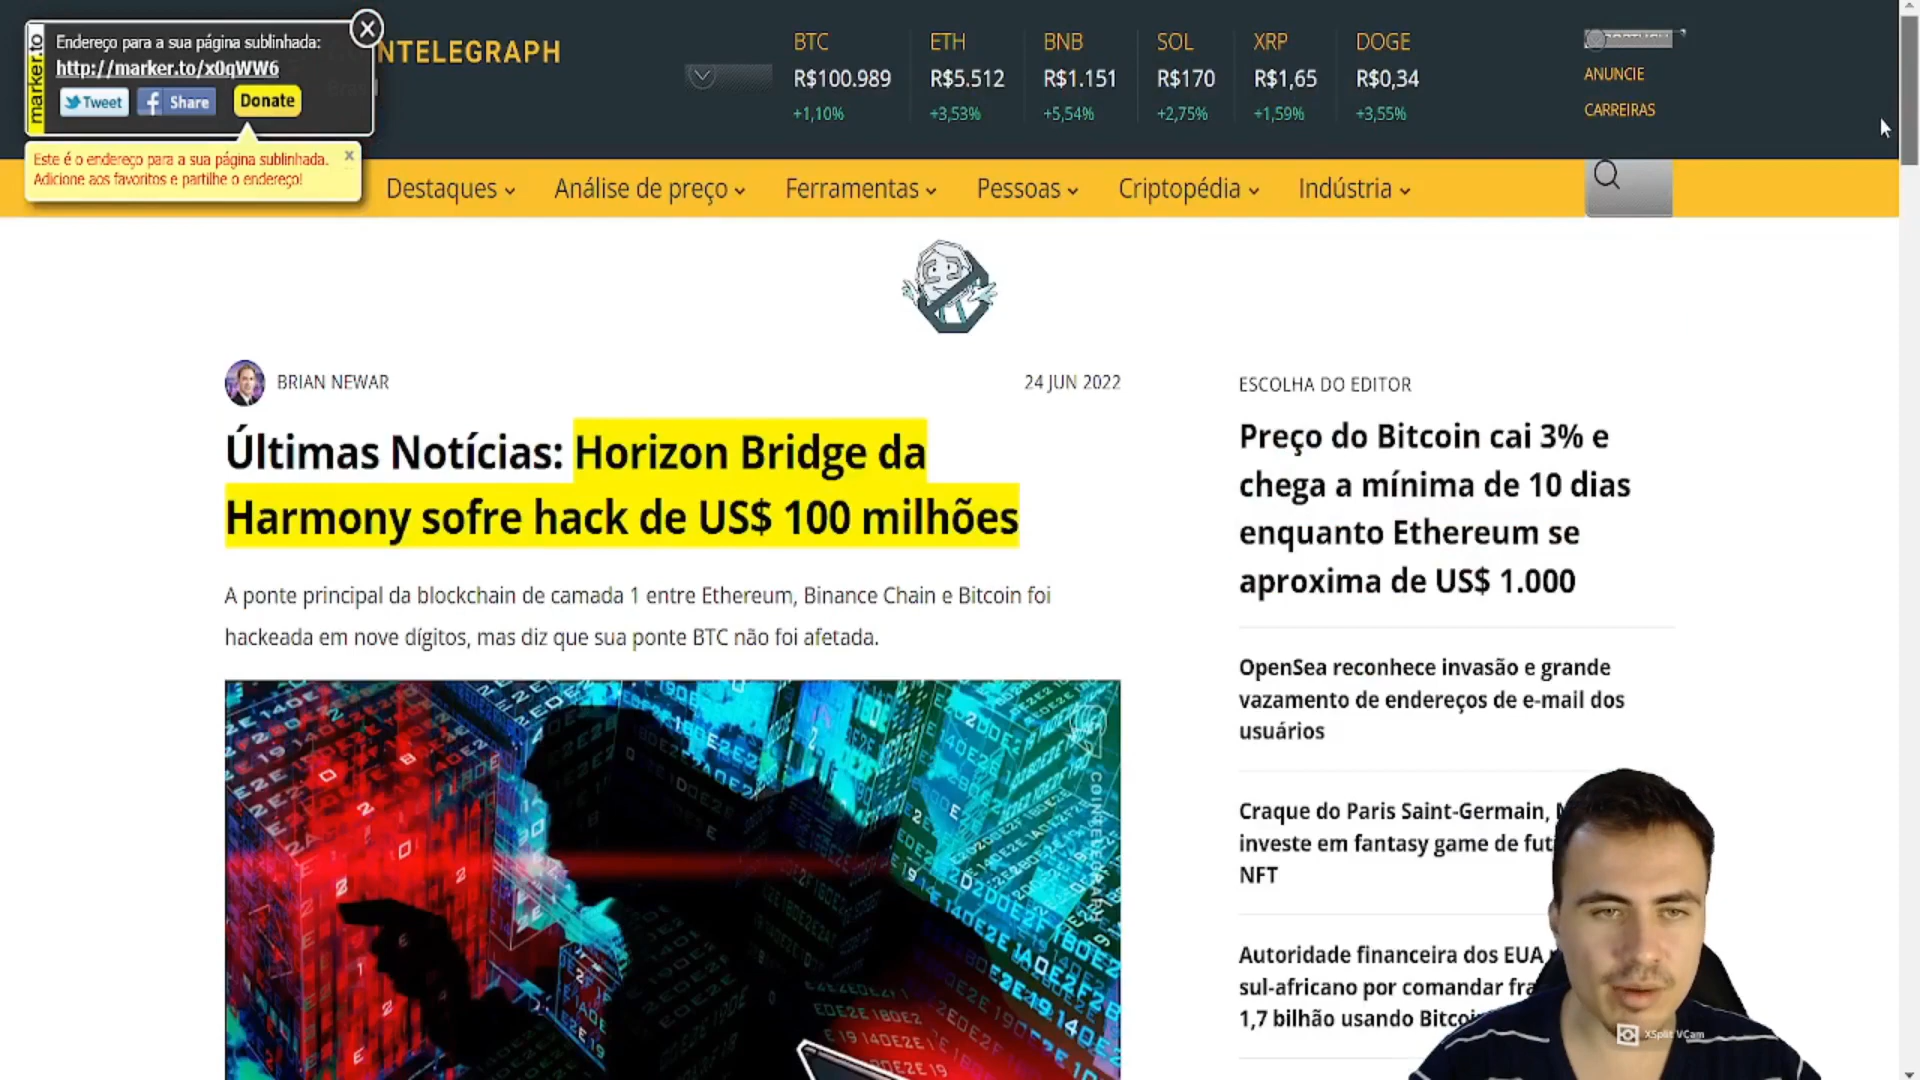 marker.to
Endereço para a sua página sublinhada:
http://marker.to/x0qWW6
Tweet
Share
Donate
Este é o endereço para a sua página sublinhada.
Adicione aos favoritos e partilhe o endereço!
NTELEGRAPH
BTC
R$100.989
+1,10%
ETH
R$5.512
+3,53%
BNB
R$1.151
+5,54%
SOL
R$170
+2,75%
XRP
R$1,65
+1,59%
DOGE
R$0,34
+3,55%
ANUNCIE
CARREIRAS
Destaques
Análise de preço
Ferramentas
Pessoas
Criptopédia
Indústria
BRIAN NEWAR
24 JUN 2022
Últimas Notícias: Horizon Bridge da
Harmony sofre hack de US$ 100 milhões
A ponte principal da blockchain de camada 1 entre Ethereum, Binance Chain e Bitcoin foi
hackeada em nove dígitos, mas diz que sua ponte BTC não foi afetada.
COINTELEGRAPH
ESCOLHA DO EDITOR
Preço do Bitcoin cai 3% e
chega a mínima de 10 dias
enquanto Ethereum se
aproxima de US$ 1.000
OpenSea reconhece invasão e grande
vazamento de endereços de e-mail dos
usuários
Craque do Paris Saint-Germain,
investe em fantasy game de fut
NFT
Autoridade financeira dos EUA
sul-africano por comandar fra
1,7 bilhão usando Bitcoi
XSplit VCam